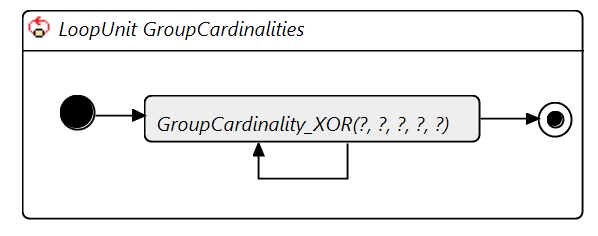 LoopUnit GroupCardinalities
GroupCardinality_XOR(?, ?, ?, ?, ?)